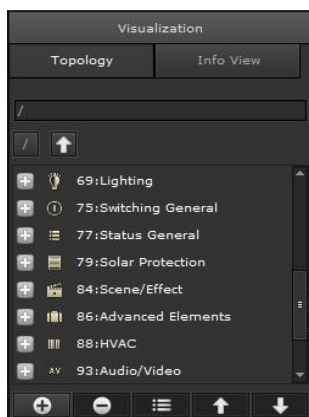 Visualization
Topology Info View
/
/
69:Lighting
75:Switching General
77:Status General
79:Solar Protection
84:Scene/Effect
86:Advanced Elements
88:HVAC
AV 93:Audio/Video